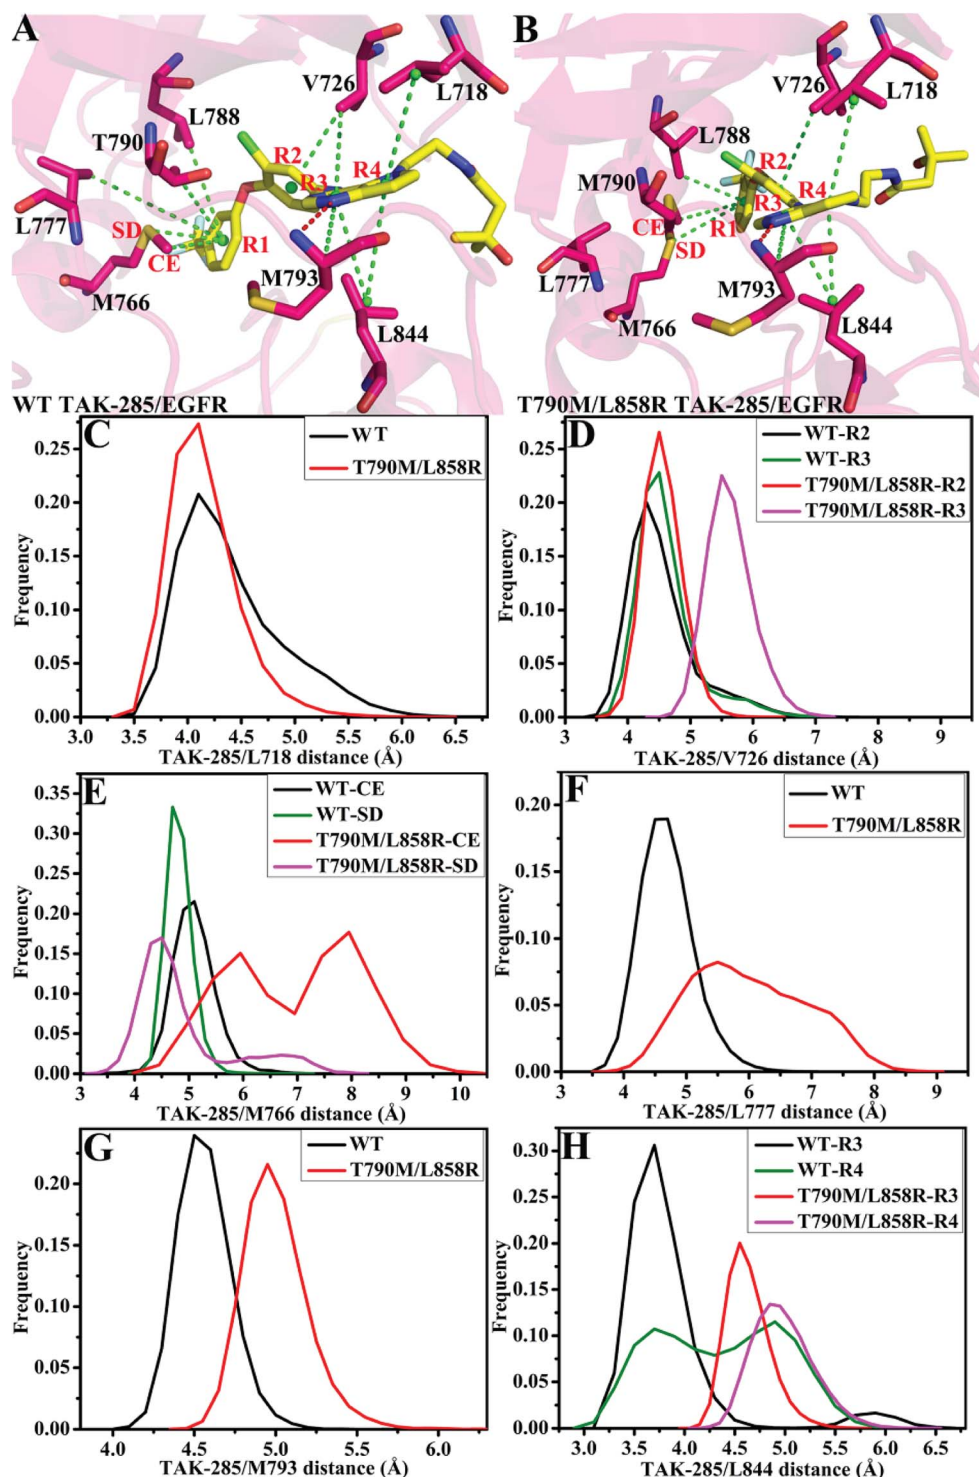 A
V726
L718
L788
T790
R2
R3
R4
L777
SD
CE
R1
M766
M793
L844
WT TAK-285/EGFR
B
V726
L718
L788
M790
R2
R3
R4
CE
SD
R1
L777
M766
M793
L844
T790M/L858R TAK-285/EGFR
C
WT
T790M/L858R
Frequency
0.25
0.20
0.15
0.10
0.05
0.00
3.0 3.5 4.0 4.5 5.0 5.5 6.0 6.5
TAK-285/L718 distance (Å)
D
WT-R2
WT-R3
T790M/L858R-R2
T790M/L858R-R3
Frequency
0.25
0.20
0.15
0.10
0.05
0.00
3 4 5 6 7 8 9
TAK-285/V726 distance (Å)
E
WT-CE
WT-SD
T790M/L858R-CE
T790M/L858R-SD
Frequency
0.35
0.30
0.25
0.20
0.15
0.10
0.05
0.00
3 4 5 6 7 8 9 10
TAK-285/M766 distance (Å)
F
WT
T790M/L858R
Frequency
0.20
0.15
0.10
0.05
0.00
3 4 5 6 7 8 9
TAK-285/L777 distance (Å)
G
WT
T790M/L858R
Frequency
0.20
0.15
0.10
0.05
0.00
4.0 4.5 5.0 5.5 6.0
TAK-285/M793 distance (Å)
H
WT-R3
WT-R4
T790M/L858R-R3
T790M/L858R-R4
Frequency
0.30
0.25
0.20
0.15
0.10
0.05
0.00
3.0 3.5 4.0 4.5 5.0 5.5 6.0 6.5
TAK-285/L844 distance (Å)